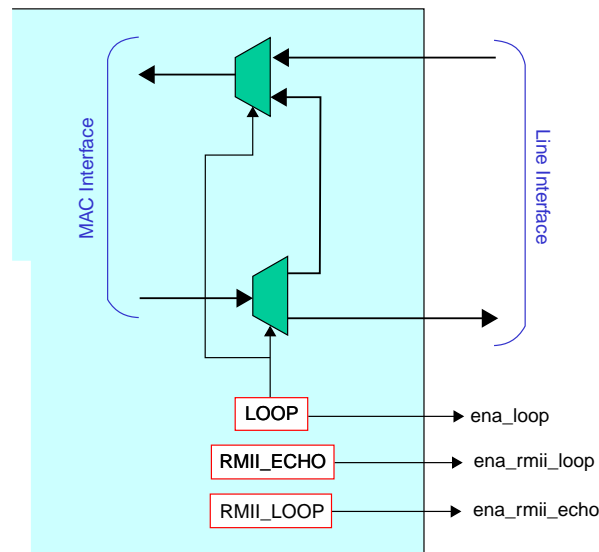 MAC Interface
Line Interface
LOOP
ena_loop
RMII_ECHO
ena_rmii_loop
RMII_LOOP
ena_rmii_echo